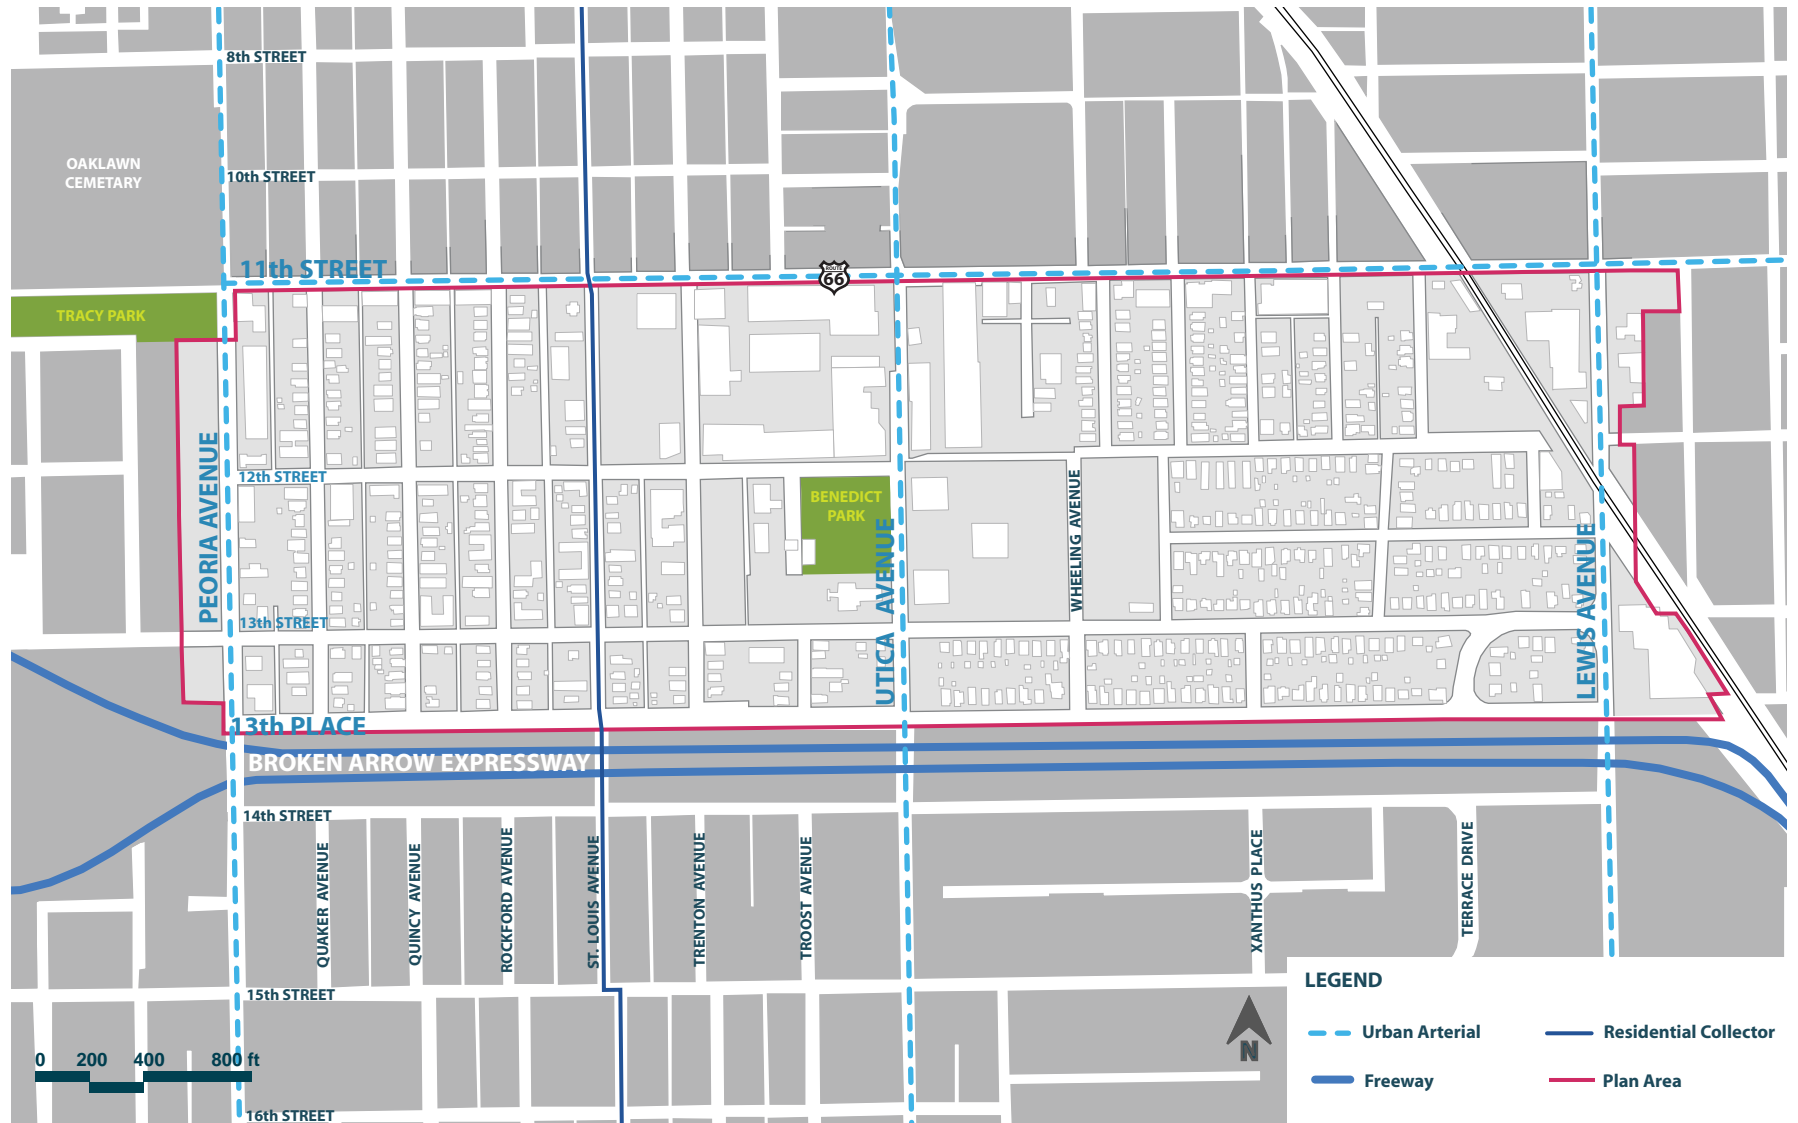 8th STREET
OAKLAWN
CEMETARY
10th STREET
11th STREET
ROUTE
66
TRACY PARK
PEORIA AVENUE
12th STREET
BENEDICT
PARK
UTICA AVENUE
WHEELING AVENUE
LEWIS AVENUE
13th STREET
13th PLACE
BROKEN ARROW EXPRESSWAY
14th STREET
QUAKER AVENUE
QUINCY AVENUE
ROCKFORD AVENUE
ST. LOUIS AVENUE
TRENTON AVENUE
TROOST AVENUE
XANTHUS PLACE
TERRACE DRIVE
15th STREET
16th STREET
0 200 400 800 ft
N
LEGEND
Urban Arterial
Residential Collector
Freeway
Plan Area